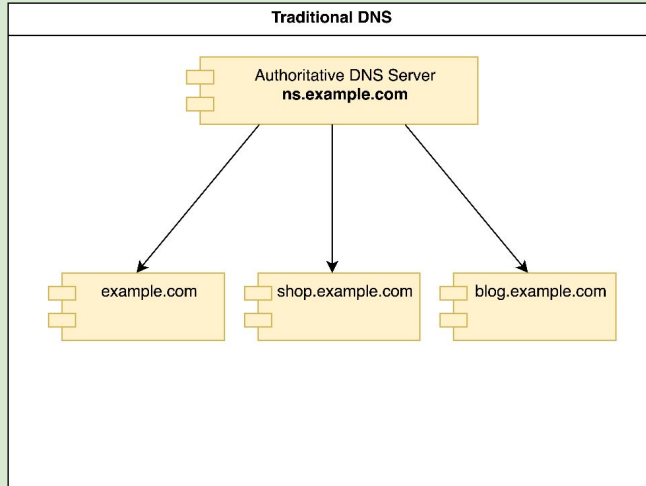 Traditional DNS
Authoritative DNS Server
ns.example.com
example.com
shop.example.com
blog.example.com